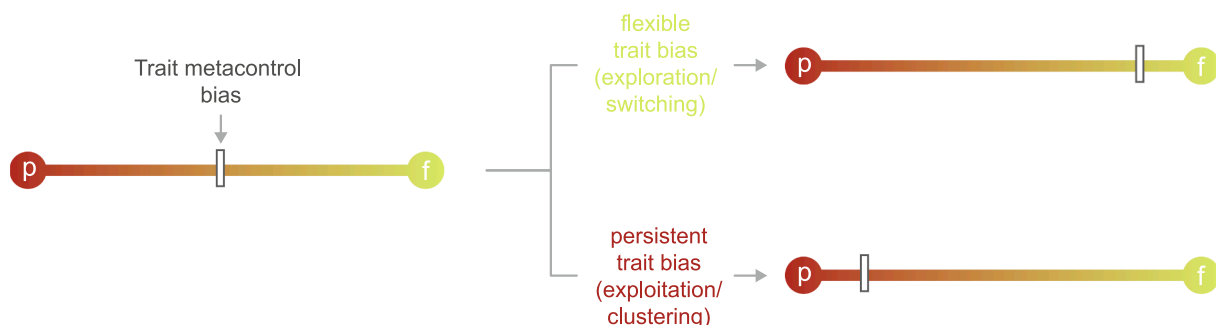 Trait metacontrol
bias
p
f
flexible
trait bias
(exploration/
switching)
p
f
persistent
trait bias
(exploitation/
clustering)
p
f